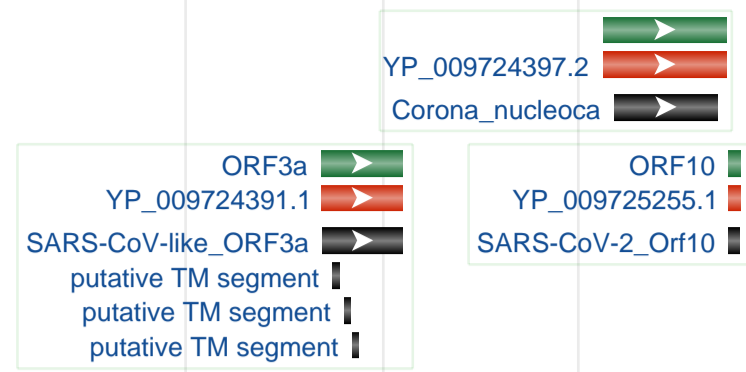 YP_009724397.2
Corona_nucleoca
ORF3a
YP_009724391.1
SARS-CoV-like_ORF3a
putative TM segment
putative TM segment
putative TM segment
ORF10
YP_009725255.1
SARS-CoV-2_Orf10